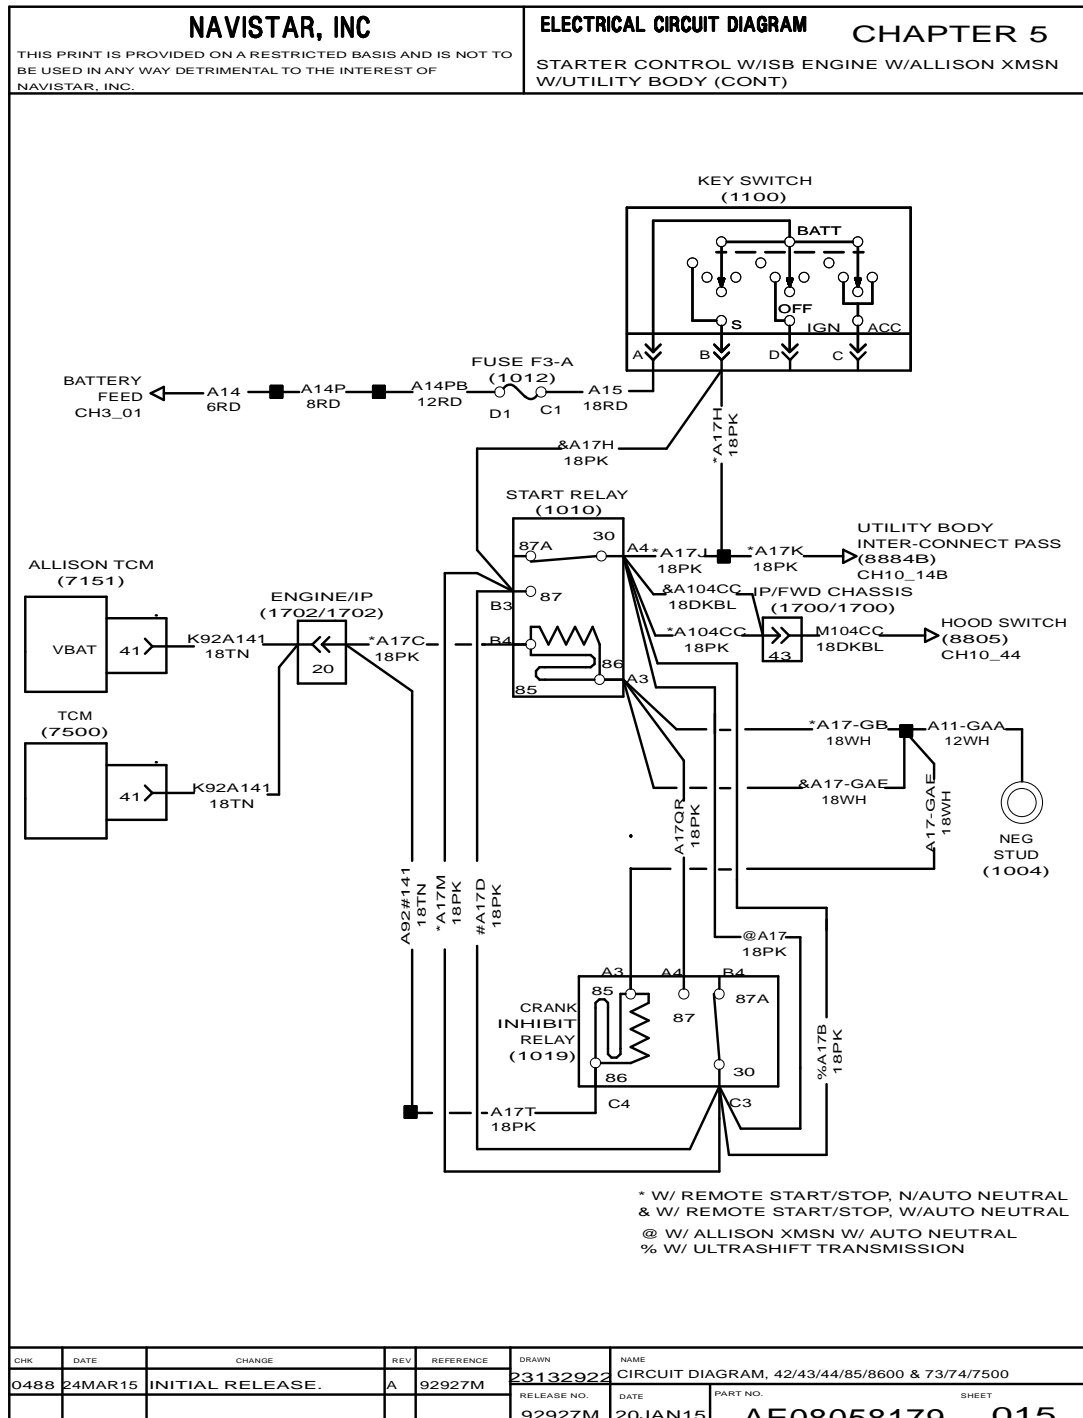 NAVISTAR, INC
THIS PRINT IS PROVIDED ON A RESTRICTED BASIS AND IS NOT TO
BE USED IN ANY WAY DETRIMENTAL TO THE INTEREST OF
NAVISTAR, INC.
ELECTRICAL CIRCUIT DIAGRAM
CHAPTER 5
STARTER CONTROL W/ISB ENGINE W/ALLISON XMSN
W/UTILITY BODY (CONT)
KEY SWITCH
(1100)
BATT
OFF
S
IGN
ACC
A
B
D
C
FUSE F3-A
(1012)
BATTERY
FEED
CH3_01
A14
6RD
A14P
8RD
A14PB
12RD
D1
C1
A15
18RD
*A17H
18PK
&A17H
18PK
START RELAY
(1010)
30
87A
A4
*A17J
18PK
*A17K
18PK
UTILITY BODY
INTER-CONNECT PASS
(8884B)
CH10_14B
ALLISON TCM
(7151)
VBAT
41
K92A141
18TN
ENGINE/IP
(1702/1702)
20
*A17C
18PK
B3
87
B4
86
85
A3
&A104CC
18DKBL
IP/FWD CHASSIS
(1700/1700)
*A104CC
18PK
43
M104CC
18DKBL
HOOD SWITCH
(8805)
CH10_44
TCM
(7500)
41
K92A141
18TN
*A17-GB
18WH
A11-GAA
12WH
&A17-GAE
18WH
A17-GAE
18WH
NEG
STUD
(1004)
A17QR
18PK
A92#141
18TN
*A17M
18PK
#A17D
18PK
@A17
18PK
A3
A4
B4
85
87
87A
CRANK
INHIBIT
RELAY
(1019)
86
30
C4
C3
%A17B
18PK
A17T
18PK
* W/ REMOTE START/STOP, N/AUTO NEUTRAL
& W/ REMOTE START/STOP, W/AUTO NEUTRAL
@ W/ ALLISON XMSN W/ AUTO NEUTRAL
% W/ ULTRASHIFT TRANSMISSION
CHK DATE CHANGE REV REFERENCE
0488 24MAR15 INITIAL RELEASE. A 92927M
DRAWN
23132922
NAME
CIRCUIT DIAGRAM, 42/43/44/85/8600 & 73/74/7500
RELEASE NO. DATE PART NO. SHEET
92927M 20JAN15 AE08058179 015